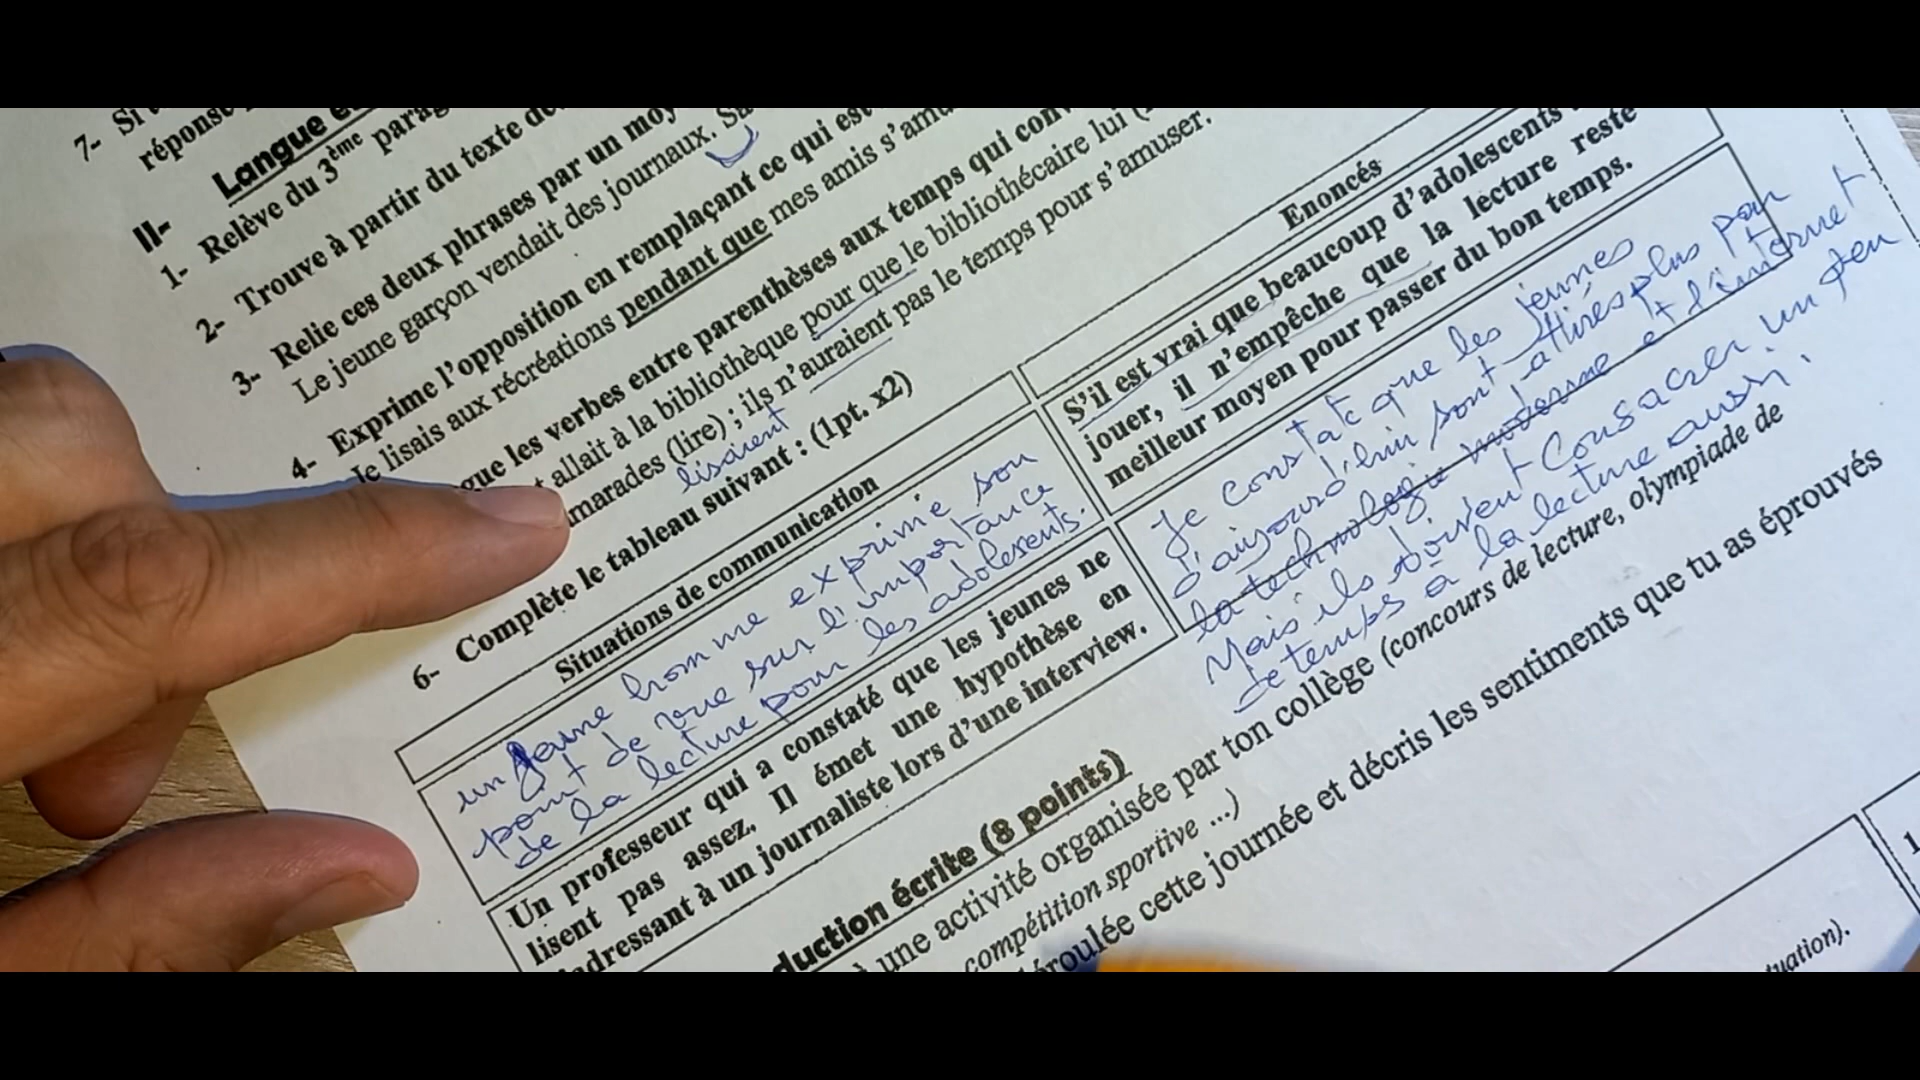 7- Si
réponse
II- Langue et
1- Relève du 3ème parag
2- Trouve à partir du texte de
3- Relie ces deux phrases par un moy
Le jeune garçon vendait des journaux. Sa
4- Exprime l'opposition en remplaçant ce qui est
Je lisais aux récréations pendant que mes amis s'amu
gue les verbes entre parenthèses aux temps qui conv
allait à la bibliothèque pour que le bibliothécaire lui (
marades (lire) ; ils n'auraient pas le temps pour s'amuser.
lisaient
6- Complète le tableau suivant : (1pt. x2)
Situations de communication
un jeune homme exprime son
point de vue sur l'importance
de la lecture pour les adolesents.
Un professeur qui a constaté que les jeunes ne
lisent pas assez. Il émet une hypothèse en
adressant à un journaliste lors d'une interview.
Enoncés
S'il est vrai que beaucoup d'adolescents
jouer, il n'empêche que la lecture reste
meilleur moyen pour passer du bon temps.
Je constate que les jeunes
d'aujourd'hui sont attirés plus par
la technologie moderne et l'internet
Mais ils doivent Consacrer un peu
de temps à la lecture aussi.
duction écrite (8 points)
une activité organisée par ton collège (concours de lecture, olympiade de
compétition sportive ...)
roulée cette journée et décris les sentiments que tu as éprouvés
tuation).
1